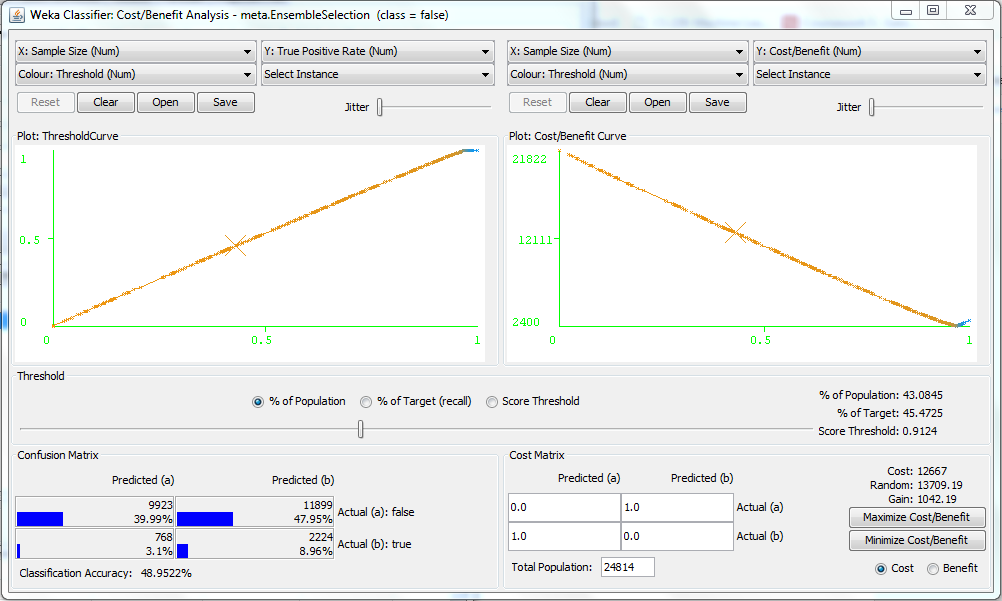 Weka Classifier: Cost/Benefit Analysis - meta.EnsembleSelection (class = false)
X: Sample Size (Num) Y: True Positive Rate (Num) X: Sample Size (Num) Y: Cost/Benefit (Num)
Colour: Threshold (Num) Select Instance Colour: Threshold (Num) Select Instance
Reset Clear Open Save Jitter Reset Clear Open Save Jitter
Plot: ThresholdCurve
1
0.5
0
0 0.5 1
Plot: Cost/Benefit Curve
21822
12111
2400
0 0.5 1
Threshold
% of Population % of Target (recall) Score Threshold
% of Population: 43.0845
% of Target: 45.4725
Score Threshold: 0.9124
Confusion Matrix
Predicted (a) Predicted (b)
9923 11899
39.99% 47.95% Actual (a): false
768 2224
3.1% 8.96% Actual (b): true
Classification Accuracy: 48.9522%
Cost Matrix
Predicted (a) Predicted (b)
0.0 1.0 Actual (a)
1.0 0.0 Actual (b)
Total Population: 24814
Cost: 12667
Random: 13709.19
Gain: 1042.19
Maximize Cost/Benefit
Minimize Cost/Benefit
Cost Benefit